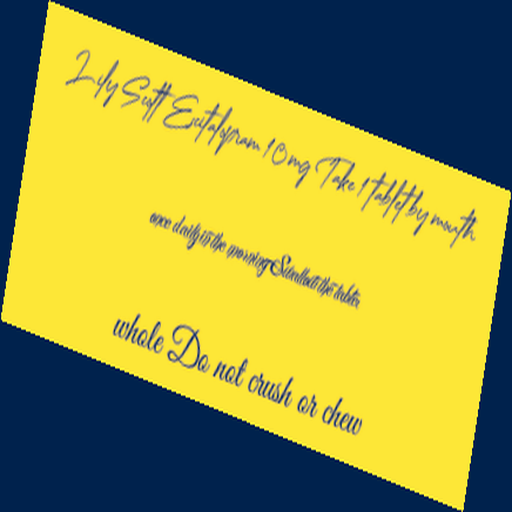 Lily Scott Escitalopram 10 mg Take 1 tablet by mouth
once daily in the morning Swallow the tablet
whole Do not crush or chew